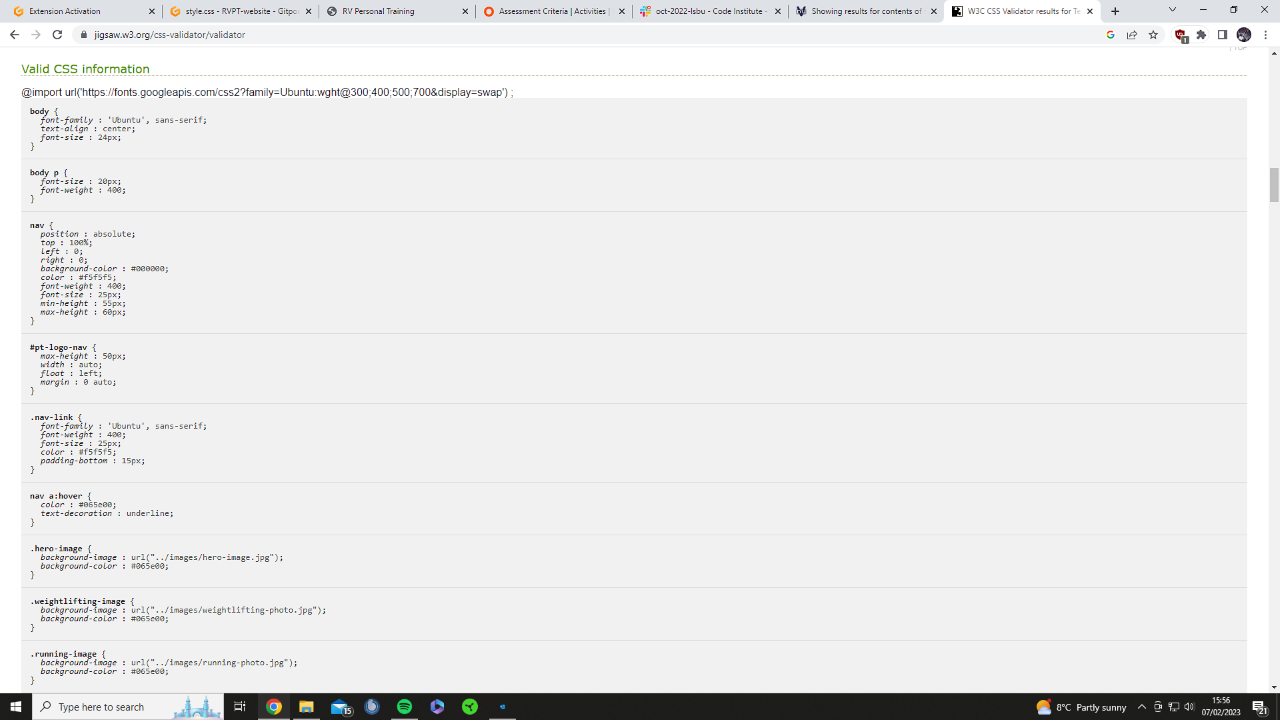 Extension Activation
style.css - RVPT-website - Gitpo
RV Personal Training
Assessment Criteria | Activities |
oct-2022-lsbu - Code Institute -
Showing results for contents of
W3C CSS Validator results for Te
jigsaw.w3.org/css-validator/validator
1
↑ TOP
Valid CSS information
@import url('https://fonts.googleapis.com/css2?family=Ubuntu:wght@300;400;500;700&display=swap') ;
body {
font-family : 'Ubuntu', sans-serif;
text-align : center;
font-size : 24px;
}
body p {
font-size : 20px;
font-weight : 400;
}
nav {
position : absolute;
top : 100%;
left : 0;
right : 0;
background-color : #000000;
color : #f5f5f5;
font-weight : 400;
font-size : 25px;
min-height : 55px;
max-height : 60px;
}
#pt-logo-nav {
max-height : 50px;
width : auto;
float : left;
margin : 0 auto;
}
.nav-link {
font-family : 'Ubuntu', sans-serif;
font-weight : 400;
font-size : 25px;
color : #f5f5f5;
padding-bottom : 15px;
}
nav a:hover {
color : #065e00;
text-decoration : underline;
}
.hero-image {
background-image : url("../images/hero-image.jpg");
background-color : #065e00;
}
.weightlifting-image {
background-image : url("../images/weightlifting-photo.jpg");
background-color : #065e00;
}
.running-image {
background-image : url("../images/running-photo.jpg");
background-color : #065e00;
}
Type here to search
15
8°C Partly sunny
15:56
07/02/2023
21